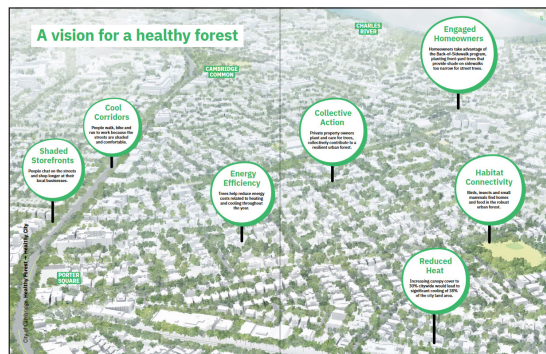 A vision for a healthy forest
CHARLES
RIVER
Engaged
Homeowners
Homeowners take advantage of
the Back-of-Sidewalk program,
planting front-yard trees that
provide shade on sidewalks
too narrow for street trees.
CAMBRIDGE
COMMON
Cool
Corridors
People walk, bike and
run to work because the
streets are shaded
and comfortable.
Collective
Action
Private property owners
plant and care for trees,
collectively contribute to a
resilient urban forest.
Shaded
Storefronts
People chat on the streets
and shop longer at their
local businesses.
Energy
Efficiency
Trees help reduce energy
costs related to heating
and cooling throughout
the year.
Habitat
Connectivity
Birds, insects and small
mammals find homes
and food in the robust
urban forest.
Reduced
Heat
Increasing canopy cover to
30% citywide would lead to
significant cooling of 39%
of the city land area.
PORTER
SQUARE
City of Cambridge Healthy Forest • Healthy City